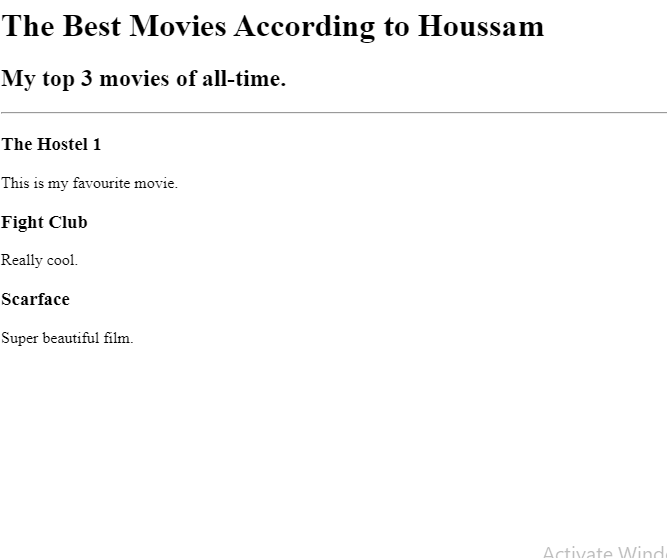 The Best Movies According to Houssam
My top 3 movies of all-time.
The Hostel 1
This is my favourite movie.
Fight Club
Really cool.
Scarface
Super beautiful film.
Activate Wind